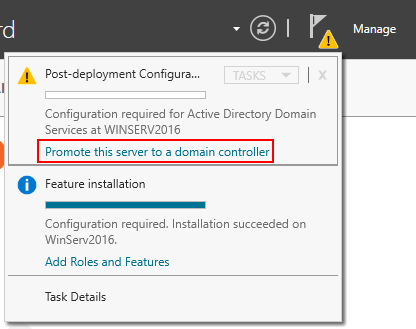 rd
Manage
Post-deployment Configura...
TASKS
x
Configuration required for Active Directory Domain
Services at WINSERV2016
Promote this server to a domain controller
Feature installation
Configuration required. Installation succeeded on
WinServ2016.
Add Roles and Features
Task Details